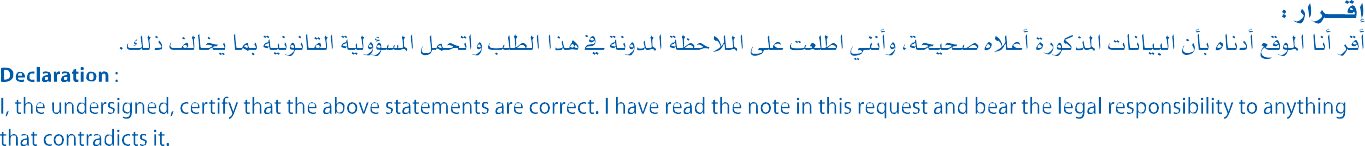 إقـــرار :
أقر أنا الموقع أدناه بأن البيانات المذكورة أعلاه صحيحة، وأنني اطلعت على الملاحظة المدونة في هذا الطلب واتحمل المسؤولية القانونية بما يخالف ذلك.
Declaration :
I, the undersigned, certify that the above statements are correct. I have read the note in this request and bear the legal responsibility to anything
that contradicts it.